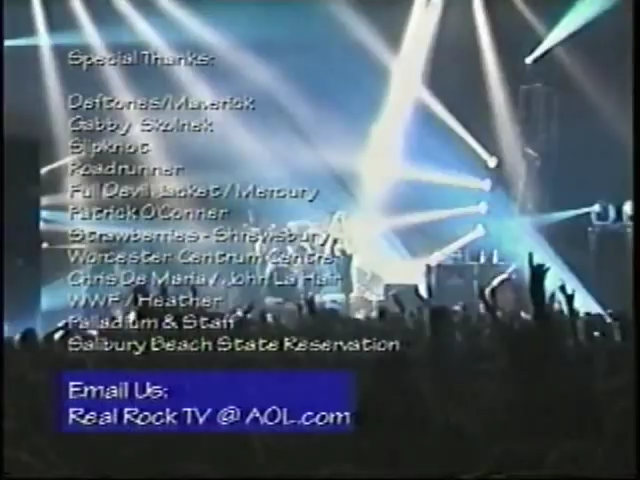 Special Thanks:
Deftones/Maverick
Gabby Skolnek
Slipknot
Roadrunner
Full Devil Jacket / Mercury
Patrick O'Conner
Strawberries - Shrewsbury
Worcester Centrum Centre
Chris De Maria / John La Hair
WWF / Heather
Palladium & Staff
Salibury Beach State Reservation
Email Us:
Real Rock TV @ AOL.com